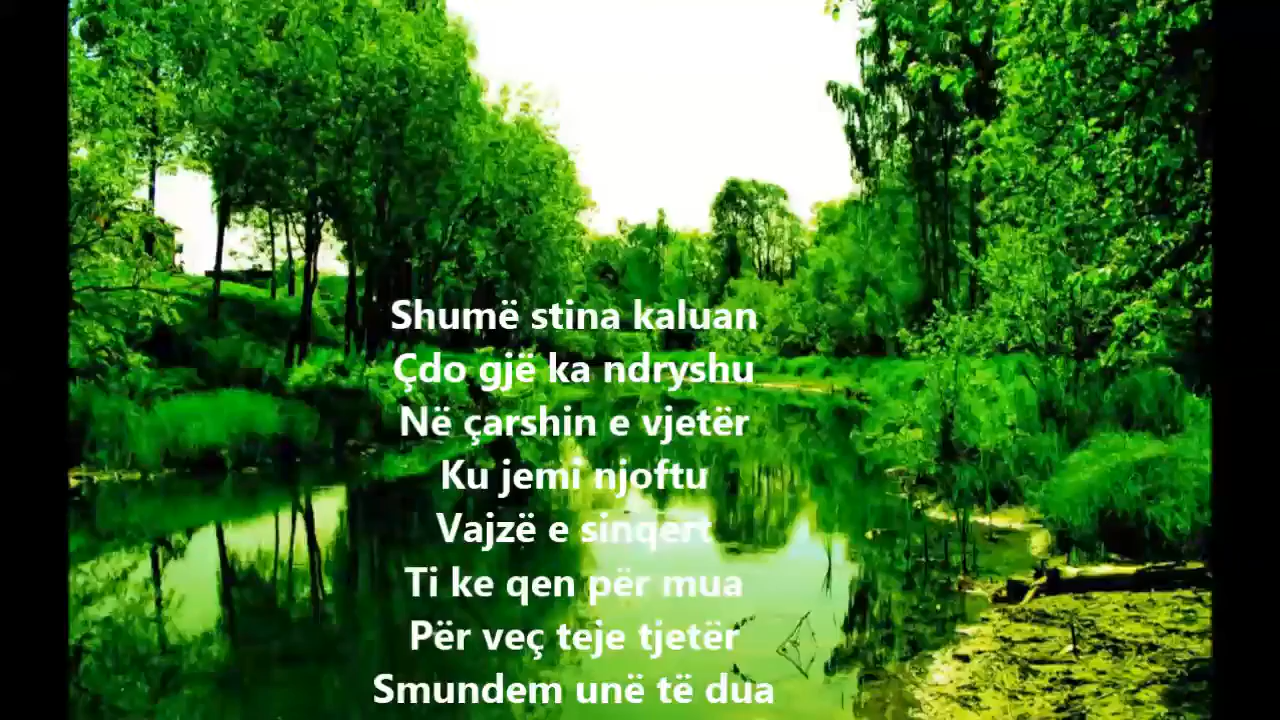 Shumë stina kaluan
Çdo gjë ka ndryshu
Në çarshin e vjetër
Ku jemi njoftu
Vajzë e sinqert
Ti ke qen për mua
Për veç teje tjetër
Smundem unë të dua